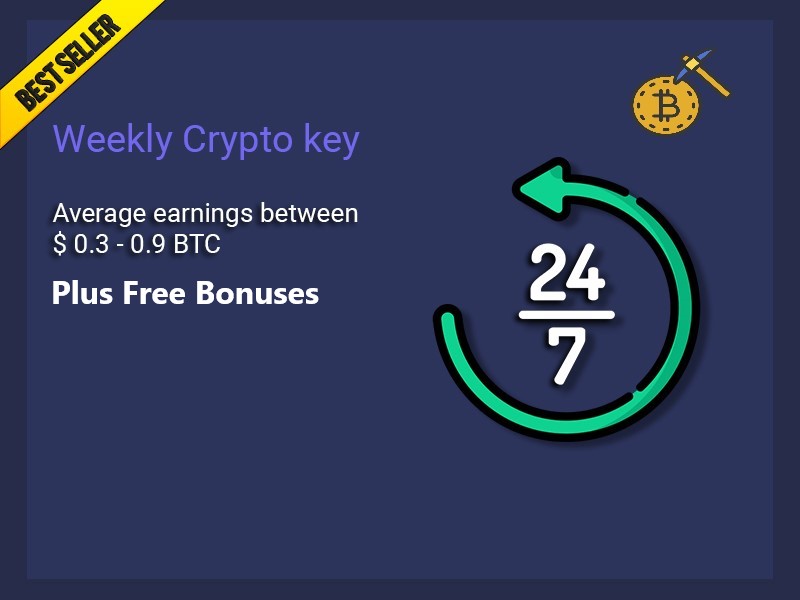 BEST SELLER
Weekly Crypto key
Average earnings between
$ 0.3 - 0.9 BTC
Plus Free Bonuses
B
24
7